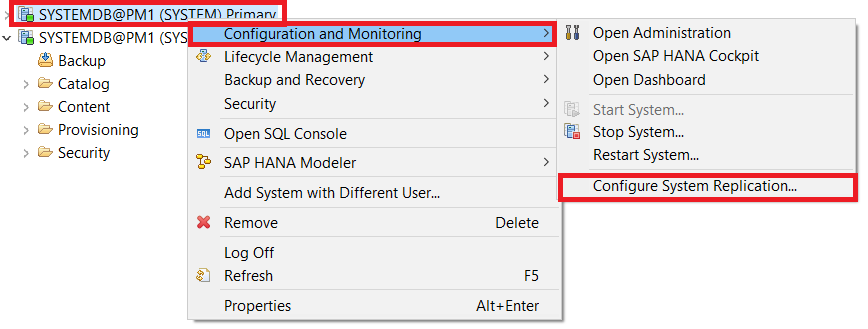 SYSTEMDB@PM1 (SYSTEM) Primary
SYSTEMDB@PM1 (SYS
Backup
Catalog
Content
Provisioning
Security
Configuration and Monitoring
Lifecycle Management
Backup and Recovery
Security
SQL Open SQL Console
SAP HANA Modeler
Add System with Different User...
Remove Delete
Log Off
Refresh F5
Properties Alt+Enter
Open Administration
Open SAP HANA Cockpit
Open Dashboard
Start System...
Stop System...
Restart System...
Configure System Replication...